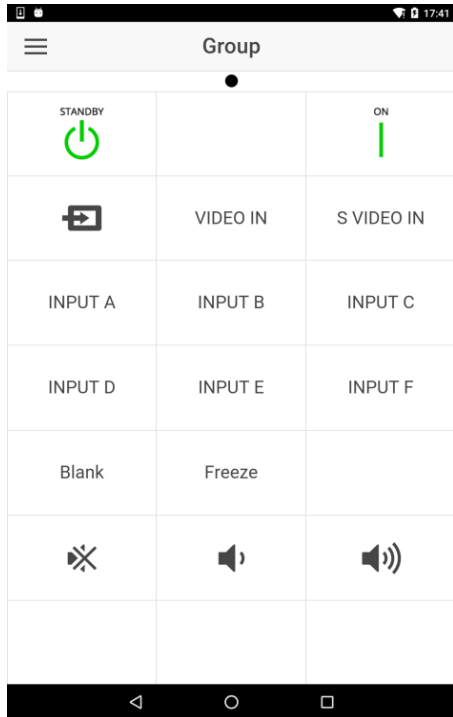 17:41
Group
STANDBY
ON
VIDEO IN
S VIDEO IN
INPUT A
INPUT B
INPUT C
INPUT D
INPUT E
INPUT F
Blank
Freeze